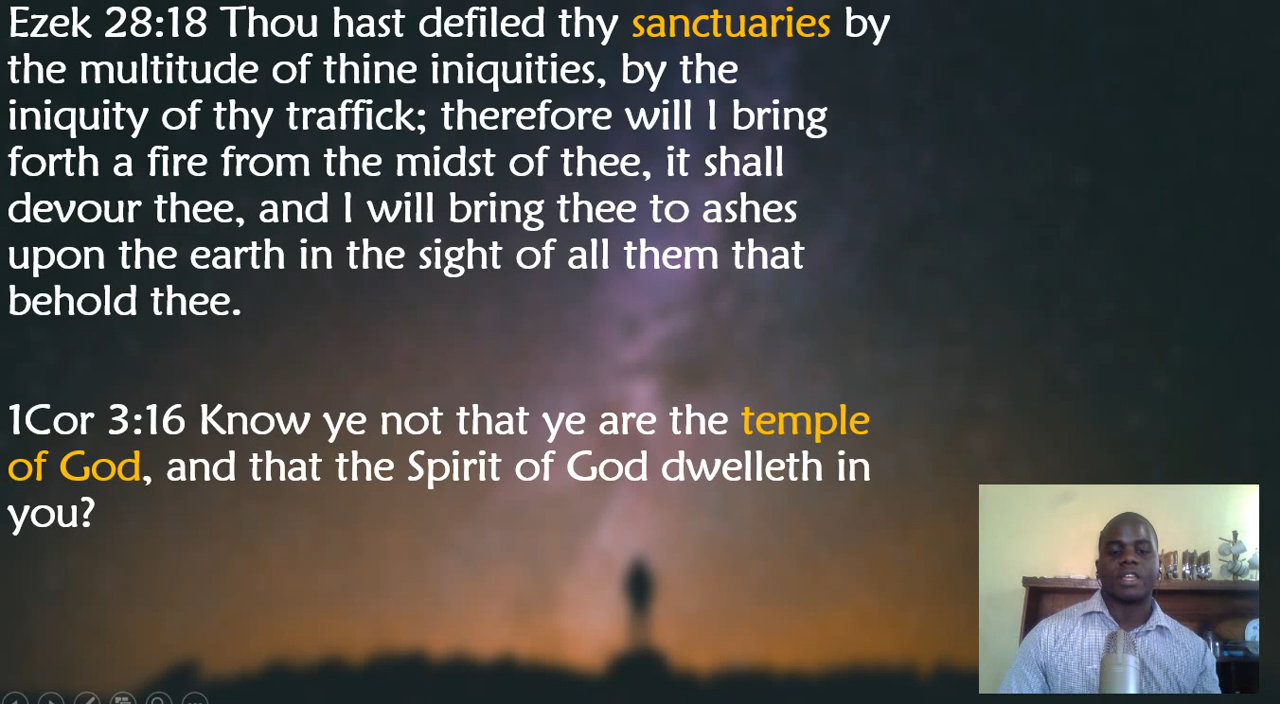 Ezek 28:18 Thou hast defiled thy sanctuaries by
the multitude of thine iniquities, by the
iniquity of thy traffick; therefore will I bring
forth a fire from the midst of thee, it shall
devour thee, and I will bring thee to ashes
upon the earth in the sight of all them that
behold thee.
1Cor 3:16 Know ye not that ye are the temple
of God, and that the Spirit of God dwelleth in
you?